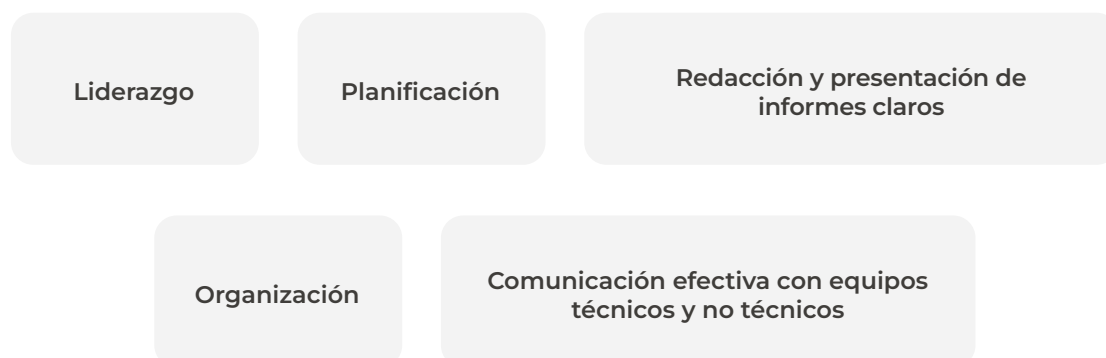 Liderazgo
Planificación
Redacción y presentación de
informes claros
Organización
Comunicación efectiva con equipos
técnicos y no técnicos